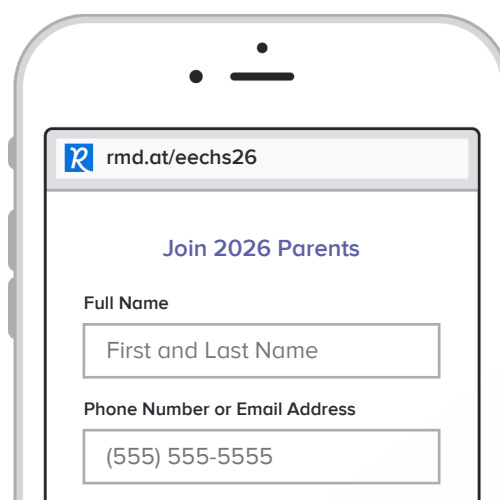 rmd.at/eechs26
Join 2026 Parents
Full Name
First and Last Name
Phone Number or Email Address
(555) 555-5555